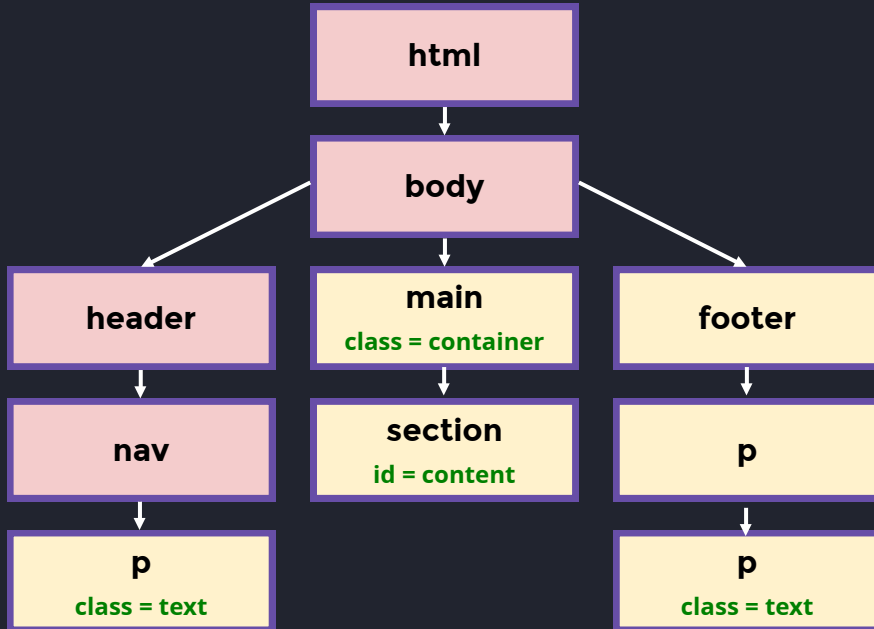 html
body
header
main
class = container
footer
nav
section
id = content
p
p
class = text
p
class = text